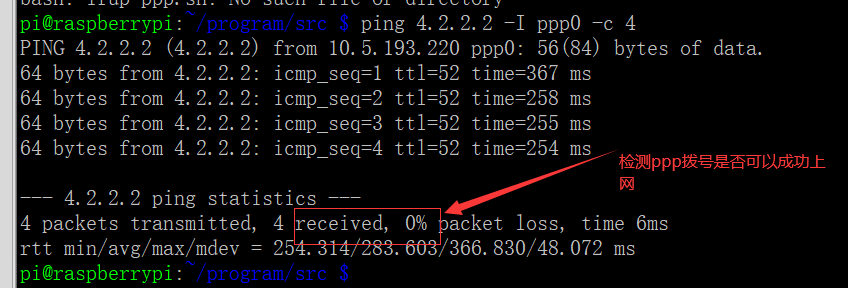 bash: ifup ppp.sh: No such file or directory
pi@raspberrypi:~/program/src $ ping 4.2.2.2 -I ppp0 -c 4
PING 4.2.2.2 (4.2.2.2) from 10.5.193.220 ppp0: 56(84) bytes of data.
64 bytes from 4.2.2.2: icmp_seq=1 ttl=52 time=367 ms
64 bytes from 4.2.2.2: icmp_seq=2 ttl=52 time=258 ms
64 bytes from 4.2.2.2: icmp_seq=3 ttl=52 time=255 ms
64 bytes from 4.2.2.2: icmp_seq=4 ttl=52 time=254 ms
检测ppp拨号是否可以成功上
网
--- 4.2.2.2 ping statistics ---
4 packets transmitted, 4 received, 0% packet loss, time 6ms
rtt min/avg/max/mdev = 254.314/283.603/366.830/48.072 ms
pi@raspberrypi:~/program/src $